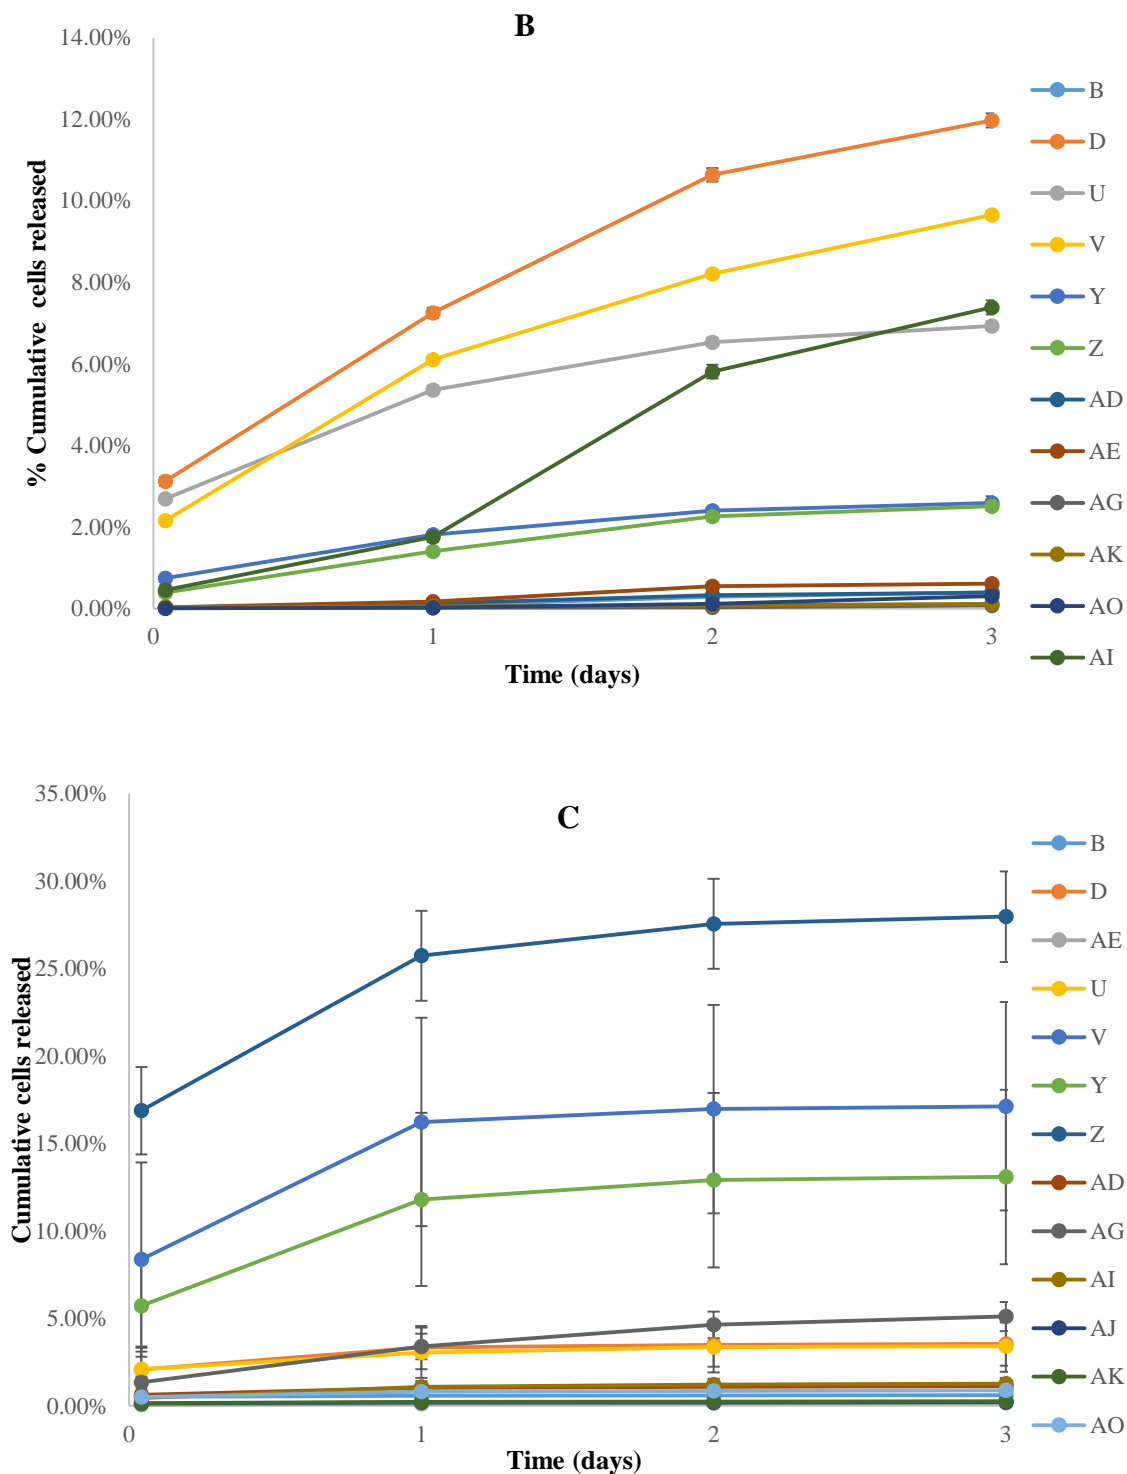 B
14.00%
12.00%
10.00%
8.00%
6.00%
4.00%
2.00%
0.00%
% Cumulative cells released
0 1 2 3
Time (days)
B
D
U
V
Y
Z
AD
AE
AG
AK
AO
AI
C
35.00%
30.00%
25.00%
20.00%
15.00%
10.00%
5.00%
0.00%
Cumulative cells released
0 1 2 3
Time (days)
B
D
AE
U
V
Y
Z
AD
AG
AI
AJ
AK
AO